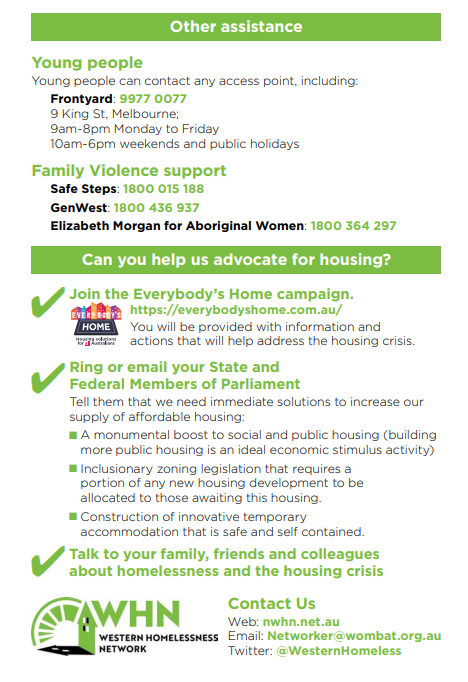 Other assistance
Young people
Young people can contact any access point, including:
Frontyard: 9977 0077
9 King St, Melbourne;
9am-8pm Monday to Friday
10am-6pm weekends and public holidays
Family Violence support
Safe Steps: 1800 015 188
GenWest: 1800 436 937
Elizabeth Morgan for Aboriginal Women: 1800 364 297
Can you help us advocate for housing?
Join the Everybody's Home campaign.
EVERYBODY'S
HOME
Housing solutions
for Australians
https://everybodyshome.com.au/
You will be provided with information and
actions that will help address the housing crisis.
Ring or email your State and
Federal Members of Parliament
Tell them that we need immediate solutions to increase our
supply of affordable housing:
A monumental boost to social and public housing (building
more public housing is an ideal economic stimulus activity)
Inclusionary zoning legislation that requires a
portion of any new housing development to be
allocated to those awaiting this housing.
Construction of innovative temporary
accommodation that is safe and self contained.
Talk to your family, friends and colleagues
about homelessness and the housing crisis
WHN
WESTERN HOMELESSNESS
NETWORK
Contact Us
Web: nwhn.net.au
Email: Networker@wombat.org.au
Twitter: @WesternHomeless